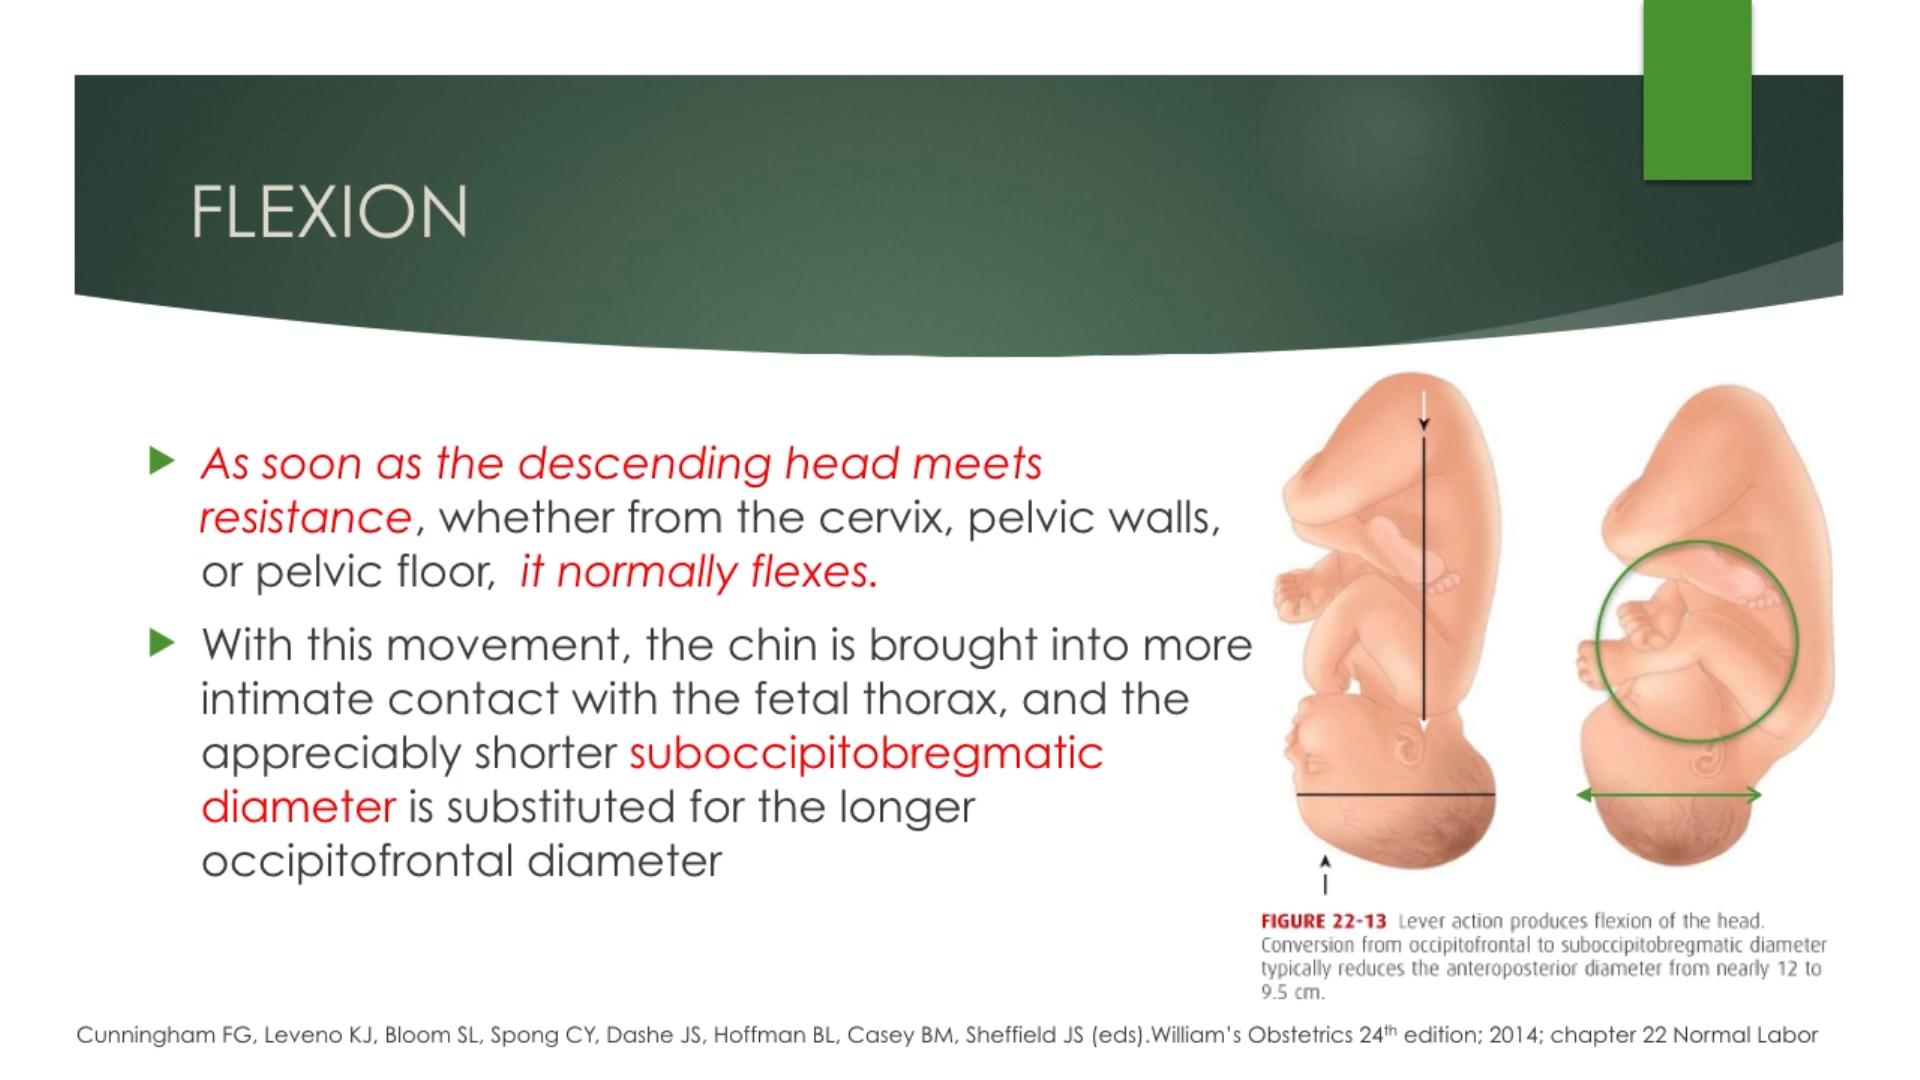 FLEXION
As soon as the descending head meets
resistance, whether from the cervix, pelvic walls,
or pelvic floor, it normally flexes.
With this movement, the chin is brought into more
intimate contact with the fetal thorax, and the
appreciably shorter suboccipitobregmatic
diameter is substituted for the longer
occipitofrontal diameter
FIGURE 22-13 Lever action produces flexion of the head.
Conversion from occipitofrontal to suboccipitobregmatic diameter
typically reduces the anteroposterior diameter from nearly 12 to
9.5 cm.
Cunningham FG, Leveno KJ, Bloom SL, Spong CY, Dashe JS, Hoffman BL, Casey BM, Sheffield JS (eds).William’s Obstetrics 24th edition; 2014; chapter 22 Normal Labor